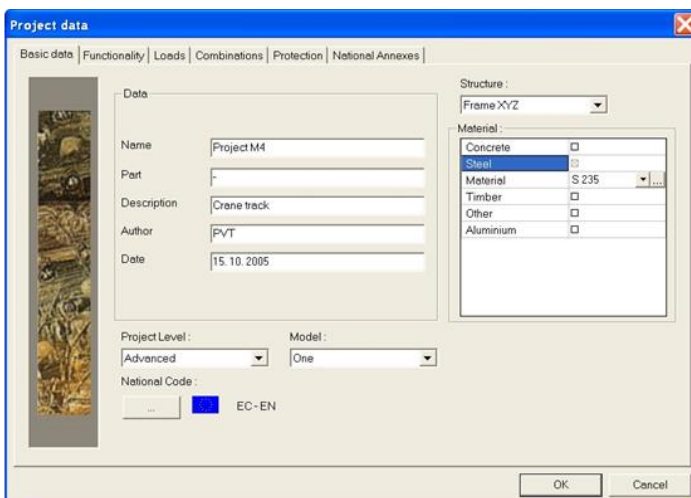 Project data
Basic data Functionality Loads Combinations Protection National Annexes
Data
Name Project M4
Part -
Description Crane track
Author PVT
Date 15. 10. 2005
Structure :
Frame XYZ
Material :
Concrete
Steel
Material S 235 ...
Timber
Other
Aluminium
Project Level : Model :
Advanced One
National Code :
... EC-EN
OK Cancel